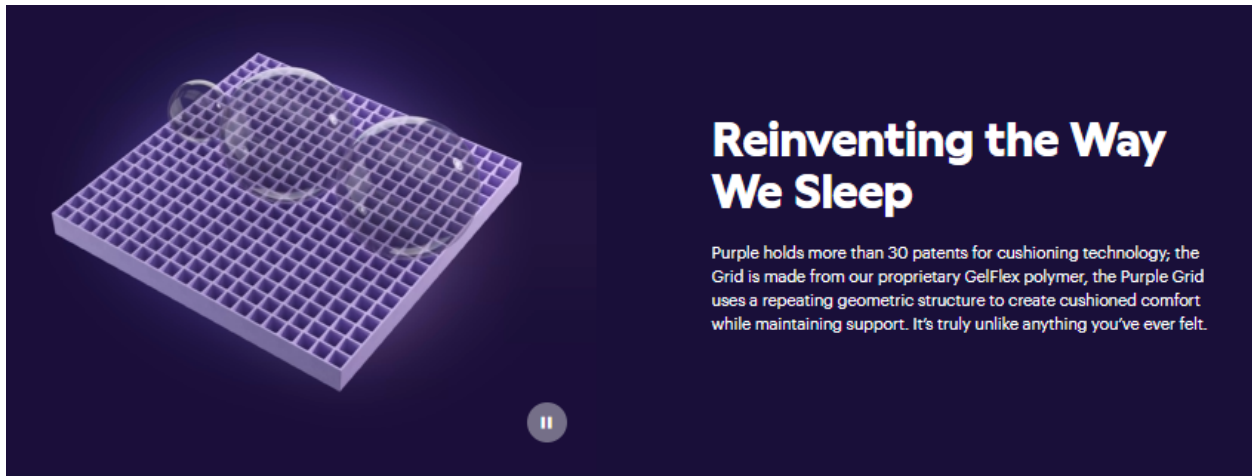 Reinventing the Way
We Sleep
Purple holds more than 30 patents for cushioning technology; the
Grid is made from our proprietary GelFlex polymer, the Purple Grid
uses a repeating geometric structure to create cushioned comfort
while maintaining support. It's truly unlike anything you've ever felt.